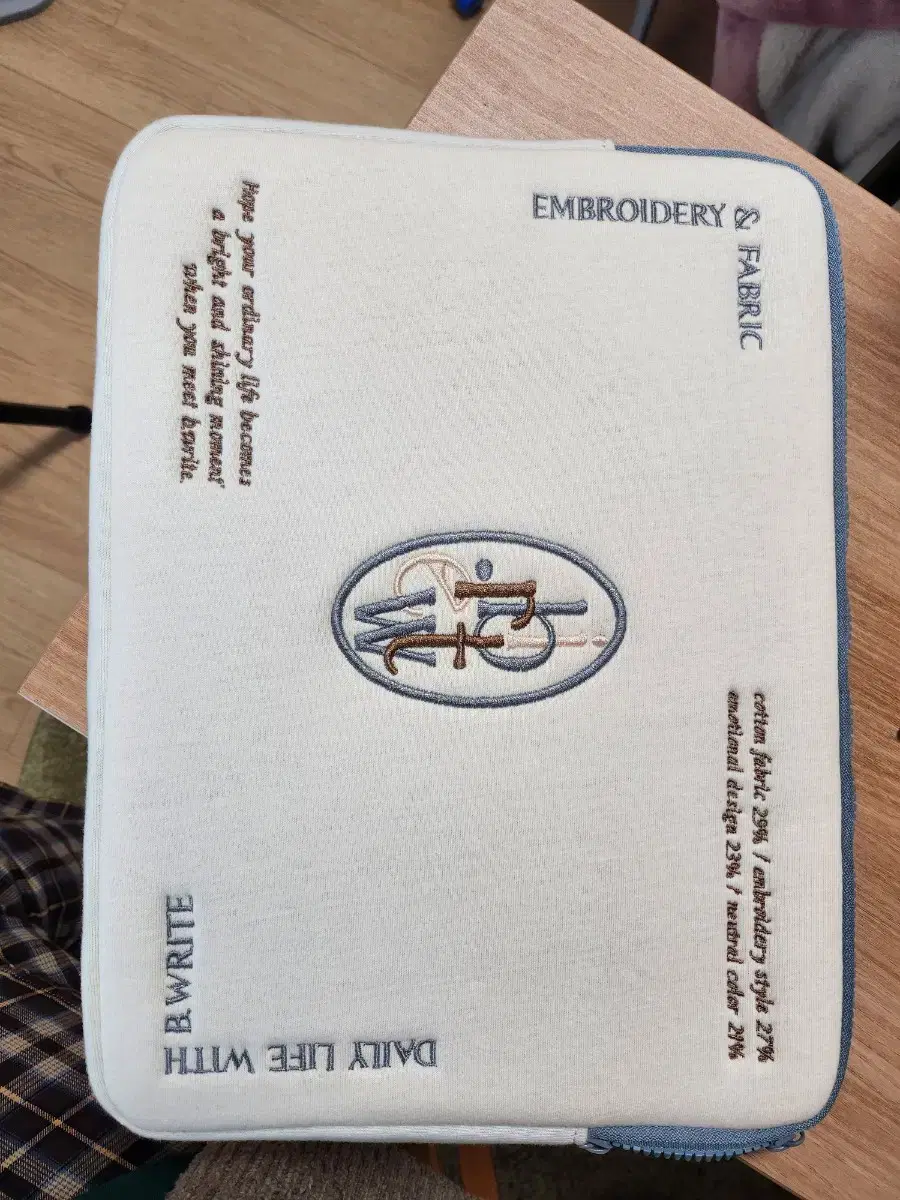 EMBROIDERY & FABRIC
cotton fabric 29% / embroidery style 27%
emotional design 23% / neutral color 21%
Hope your ordinary life becomes
a bright and shining moment
when you meet bwrite.
DAILY LIFE WITH
B.WRITE